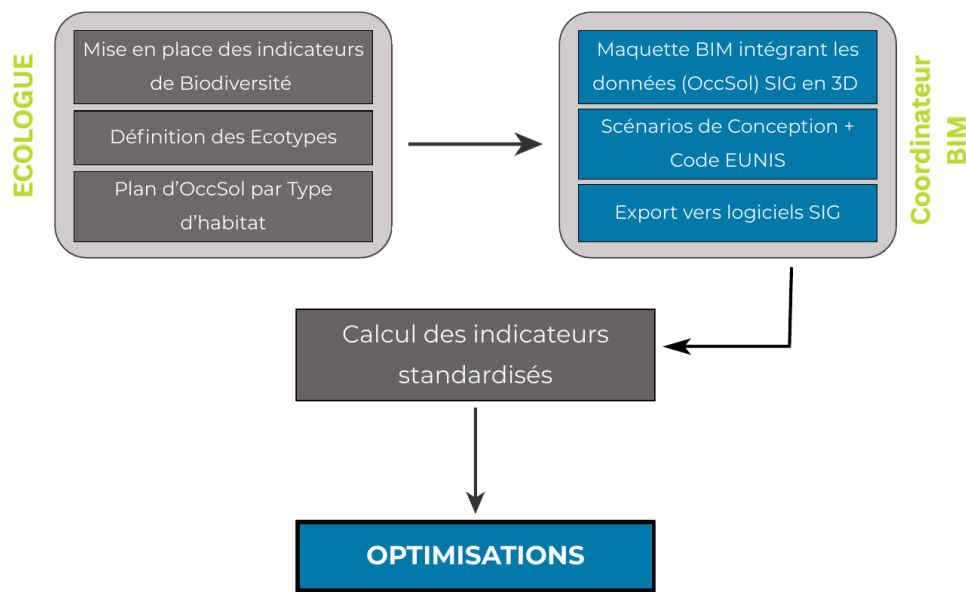 ECOLOGUE
Mise en place des indicateurs
de Biodiversité
Définition des Ecotypes
Plan d'OccSol par Type
d'habitat
Maquette BIM intégrant les
données (OccSol) SIG en 3D
Scénarios de Conception +
Code EUNIS
Export vers logiciels SIG
Coordinateur
BIM
Calcul des indicateurs
standardisés
OPTIMISATIONS